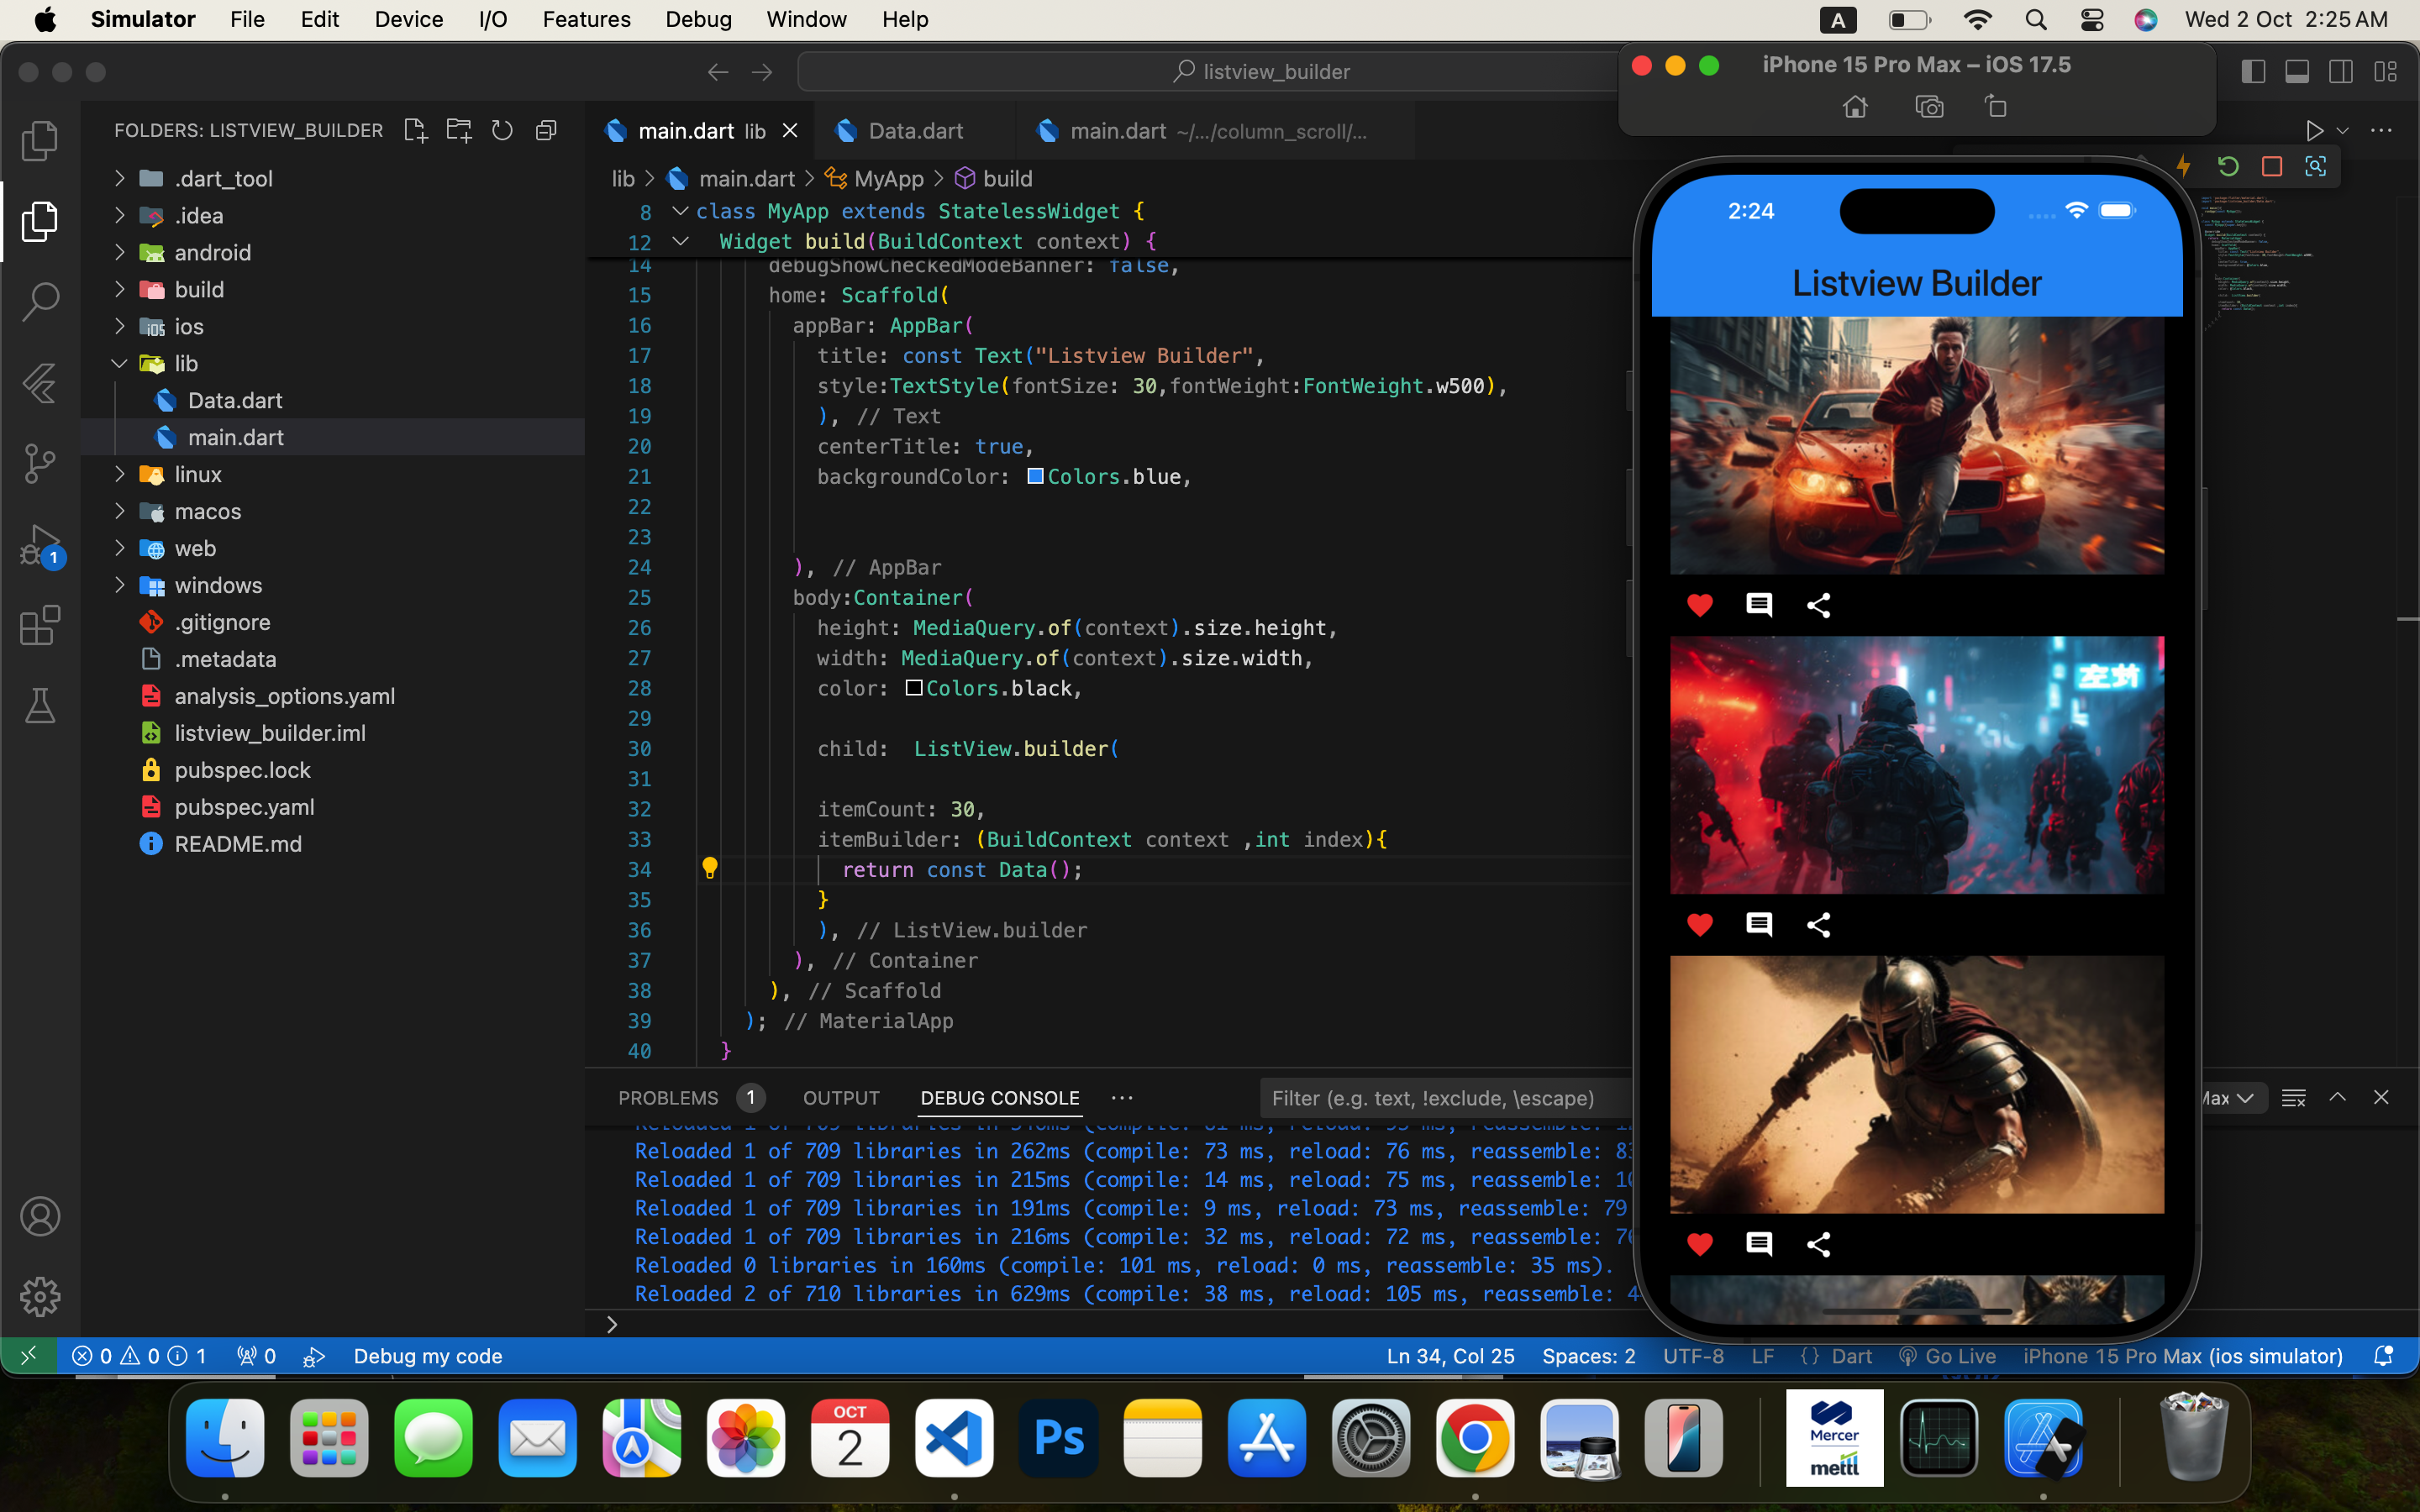 Simulator File Edit Device I/O Features Debug Window Help
A Wed 2 Oct 2:25 AM
listview_builder
iPhone 15 Pro Max – iOS 17.5
FOLDERS: LISTVIEW_BUILDER
.dart_tool
.idea
android
build
ios
lib
Data.dart
main.dart
linux
macos
web
windows
.gitignore
.metadata
analysis_options.yaml
listview_builder.iml
pubspec.lock
pubspec.yaml
README.md
1
main.dart lib
Data.dart
main.dart ~/.../column_scroll/...
lib > main.dart > MyApp > build
8 class MyApp extends StatelessWidget {
12 Widget build(BuildContext context) {
14 debugShowCheckedModeBanner: false,
15 home: Scaffold(
16 appBar: AppBar(
17 title: const Text("Listview Builder",
18 style:TextStyle(fontSize: 30,fontWeight:FontWeight.w500),
19 ), // Text
20 centerTitle: true,
21 backgroundColor: Colors.blue,
22
23
24 ), // AppBar
25 body:Container(
26 height: MediaQuery.of(context).size.height,
27 width: MediaQuery.of(context).size.width,
28 color: Colors.black,
29
30 child:  ListView.builder(
31
32 itemCount: 30,
33 itemBuilder: (BuildContext context ,int index){
34 return const Data();
35 }
36 ), // ListView.builder
37 ), // Container
38 ), // Scaffold
39 ); // MaterialApp
40 }
PROBLEMS 1 OUTPUT DEBUG CONSOLE ...
Filter (e.g. text, !exclude, \escape)
Max
Reloaded 1 of 709 libraries in 262ms (compile: 73 ms, reload: 76 ms, reassemble: 83
Reloaded 1 of 709 libraries in 215ms (compile: 14 ms, reload: 75 ms, reassemble: 10
Reloaded 1 of 709 libraries in 191ms (compile: 9 ms, reload: 73 ms, reassemble: 79
Reloaded 1 of 709 libraries in 216ms (compile: 32 ms, reload: 72 ms, reassemble: 76
Reloaded 0 libraries in 160ms (compile: 101 ms, reload: 0 ms, reassemble: 35 ms).
Reloaded 2 of 710 libraries in 629ms (compile: 38 ms, reload: 105 ms, reassemble: 4
2:24
Listview Builder
0 0 1 0 Debug my code
Ln 34, Col 25 Spaces: 2 UTF-8 LF {} Dart Go Live iPhone 15 Pro Max (ios simulator)
OCT
2
Ps
Mercer
mettl